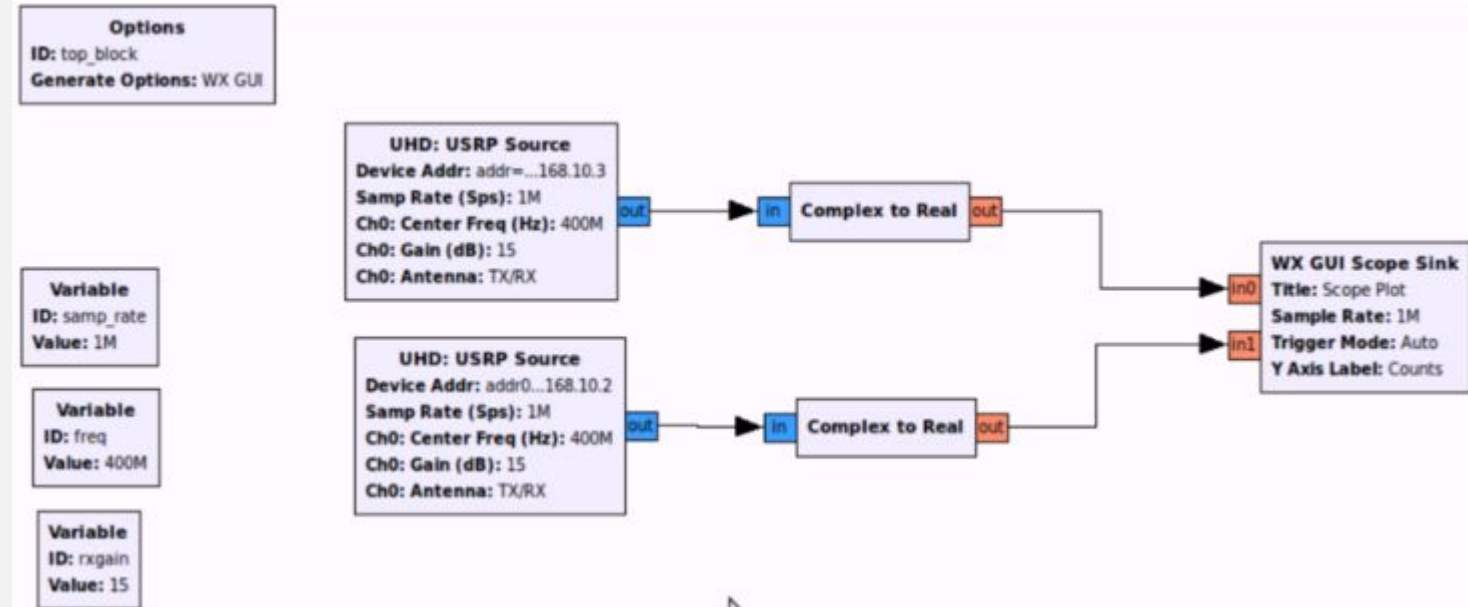 Options
ID: top_block
Generate Options: WX GUI
UHD: USRP Source
Device Addr: addr=...168.10.3
Samp Rate (Sps): 1M
Ch0: Center Freq (Hz): 400M
Ch0: Gain (dB): 15
Ch0: Antenna: TX/RX
out
in
Complex to Real
out
WX GUI Scope Sink
Title: Scope Plot
Sample Rate: 1M
Trigger Mode: Auto
Y Axis Label: Counts
in0
in1
Variable
ID: samp_rate
Value: 1M
UHD: USRP Source
Device Addr: addr0...168.10.2
Samp Rate (Sps): 1M
Ch0: Center Freq (Hz): 400M
Ch0: Gain (dB): 15
Ch0: Antenna: TX/RX
out
in
Complex to Real
out
Variable
ID: freq
Value: 400M
Variable
ID: rxgain
Value: 15